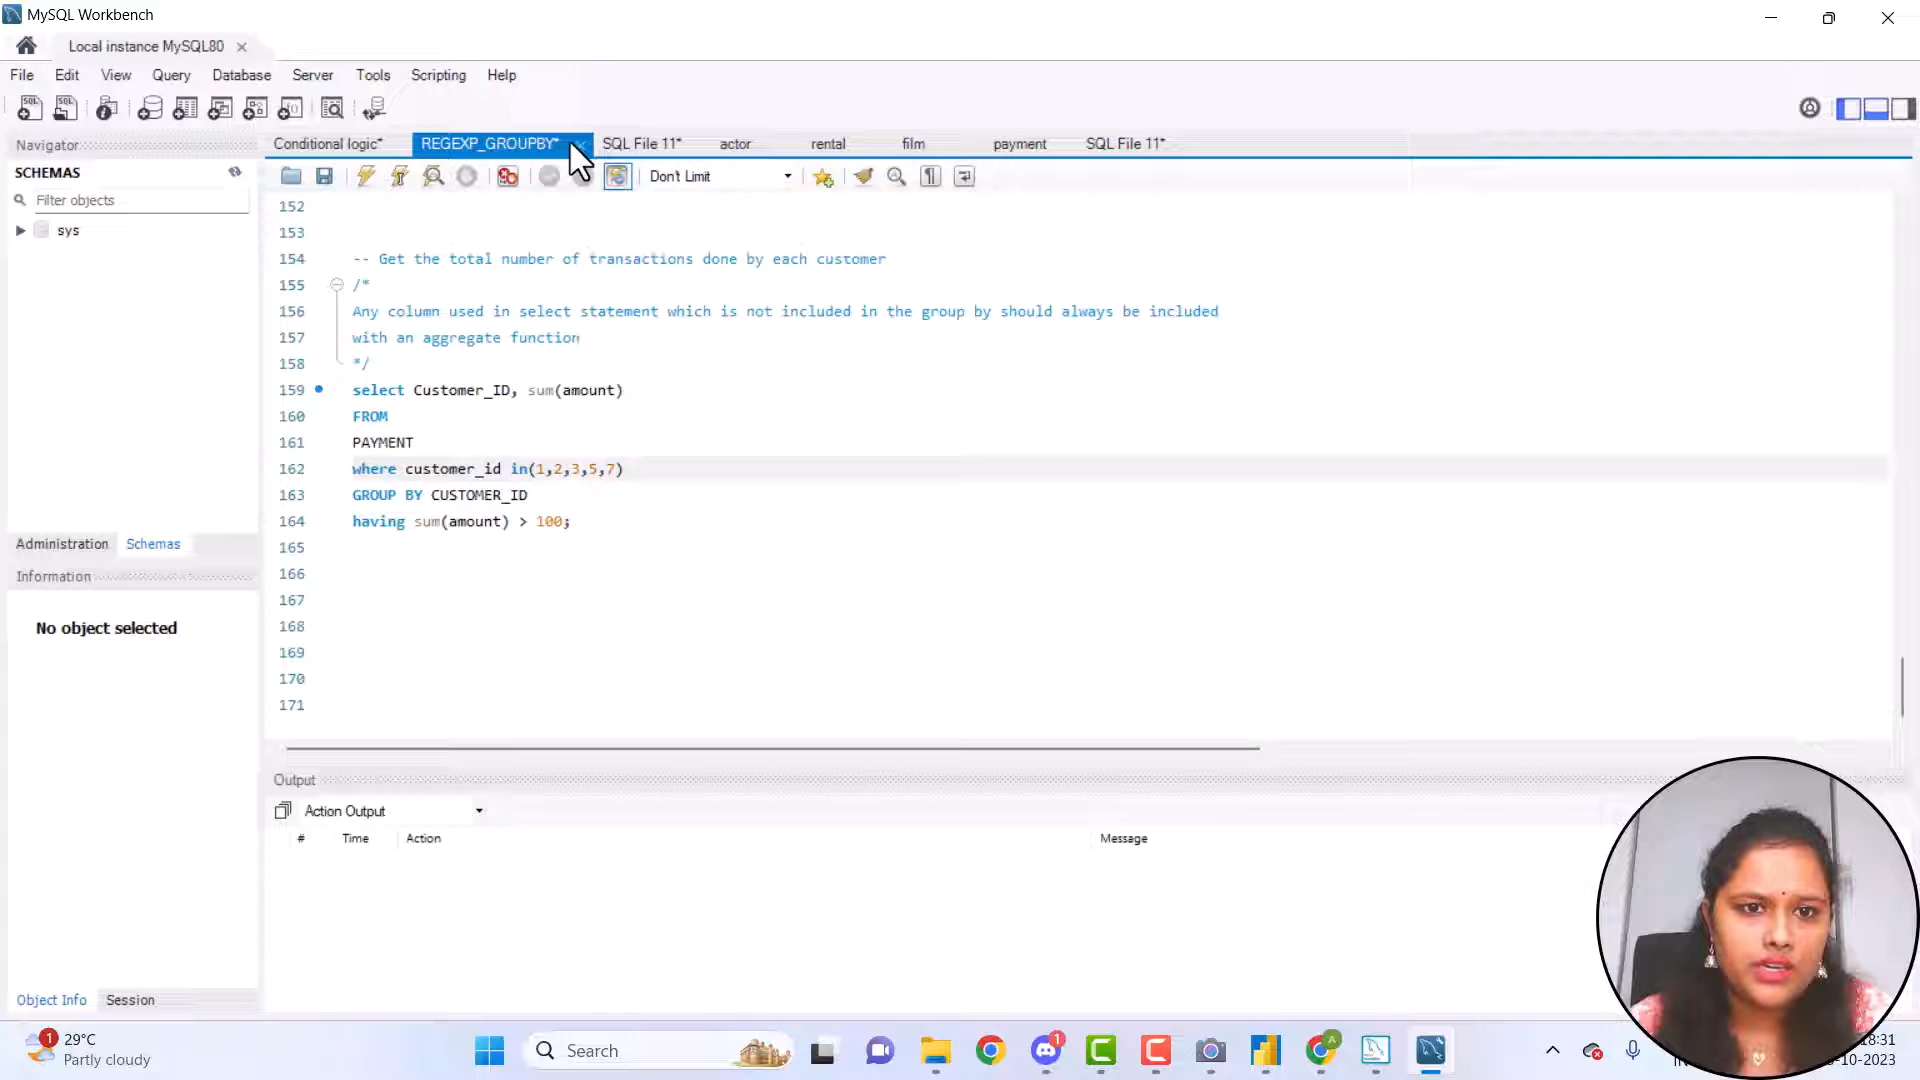 MySQL Workbench
Local instance MySQL80
File Edit View Query Database Server Tools Scripting Help
Navigator
SCHEMAS
Filter objects
sys
Administration Schemas
Information
No object selected
Object Info Session
Conditional logic* REGEXP_GROUPBY* SQL File 11* actor rental film payment SQL File 11*
Don't Limit
152
153
154 -- Get the total number of transactions done by each customer
155 /*
156 Any column used in select statement which is not included in the group by should always be included
157 with an aggregate function
158 */
159 select Customer_ID, sum(amount)
160 FROM
161 PAYMENT
162 where customer_id in(1,2,3,5,7)
163 GROUP BY CUSTOMER_ID
164 having sum(amount) > 100;
165
166
167
168
169
170
171
Output
Action Output
# Time Action Message
1
29°C
Partly cloudy
Search
1
A
18:31
-10-2023